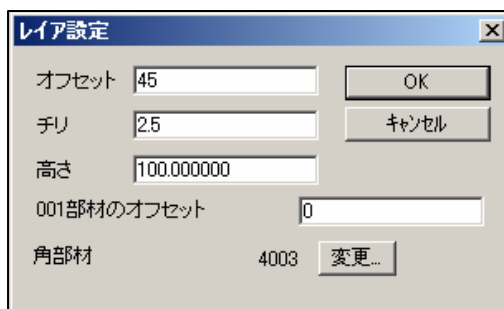 レイア設定
オフセット 45 OK
チリ 2.5 キャンセル
高さ 100.000000
001部材のオフセット 0
角部材 4003 変更...